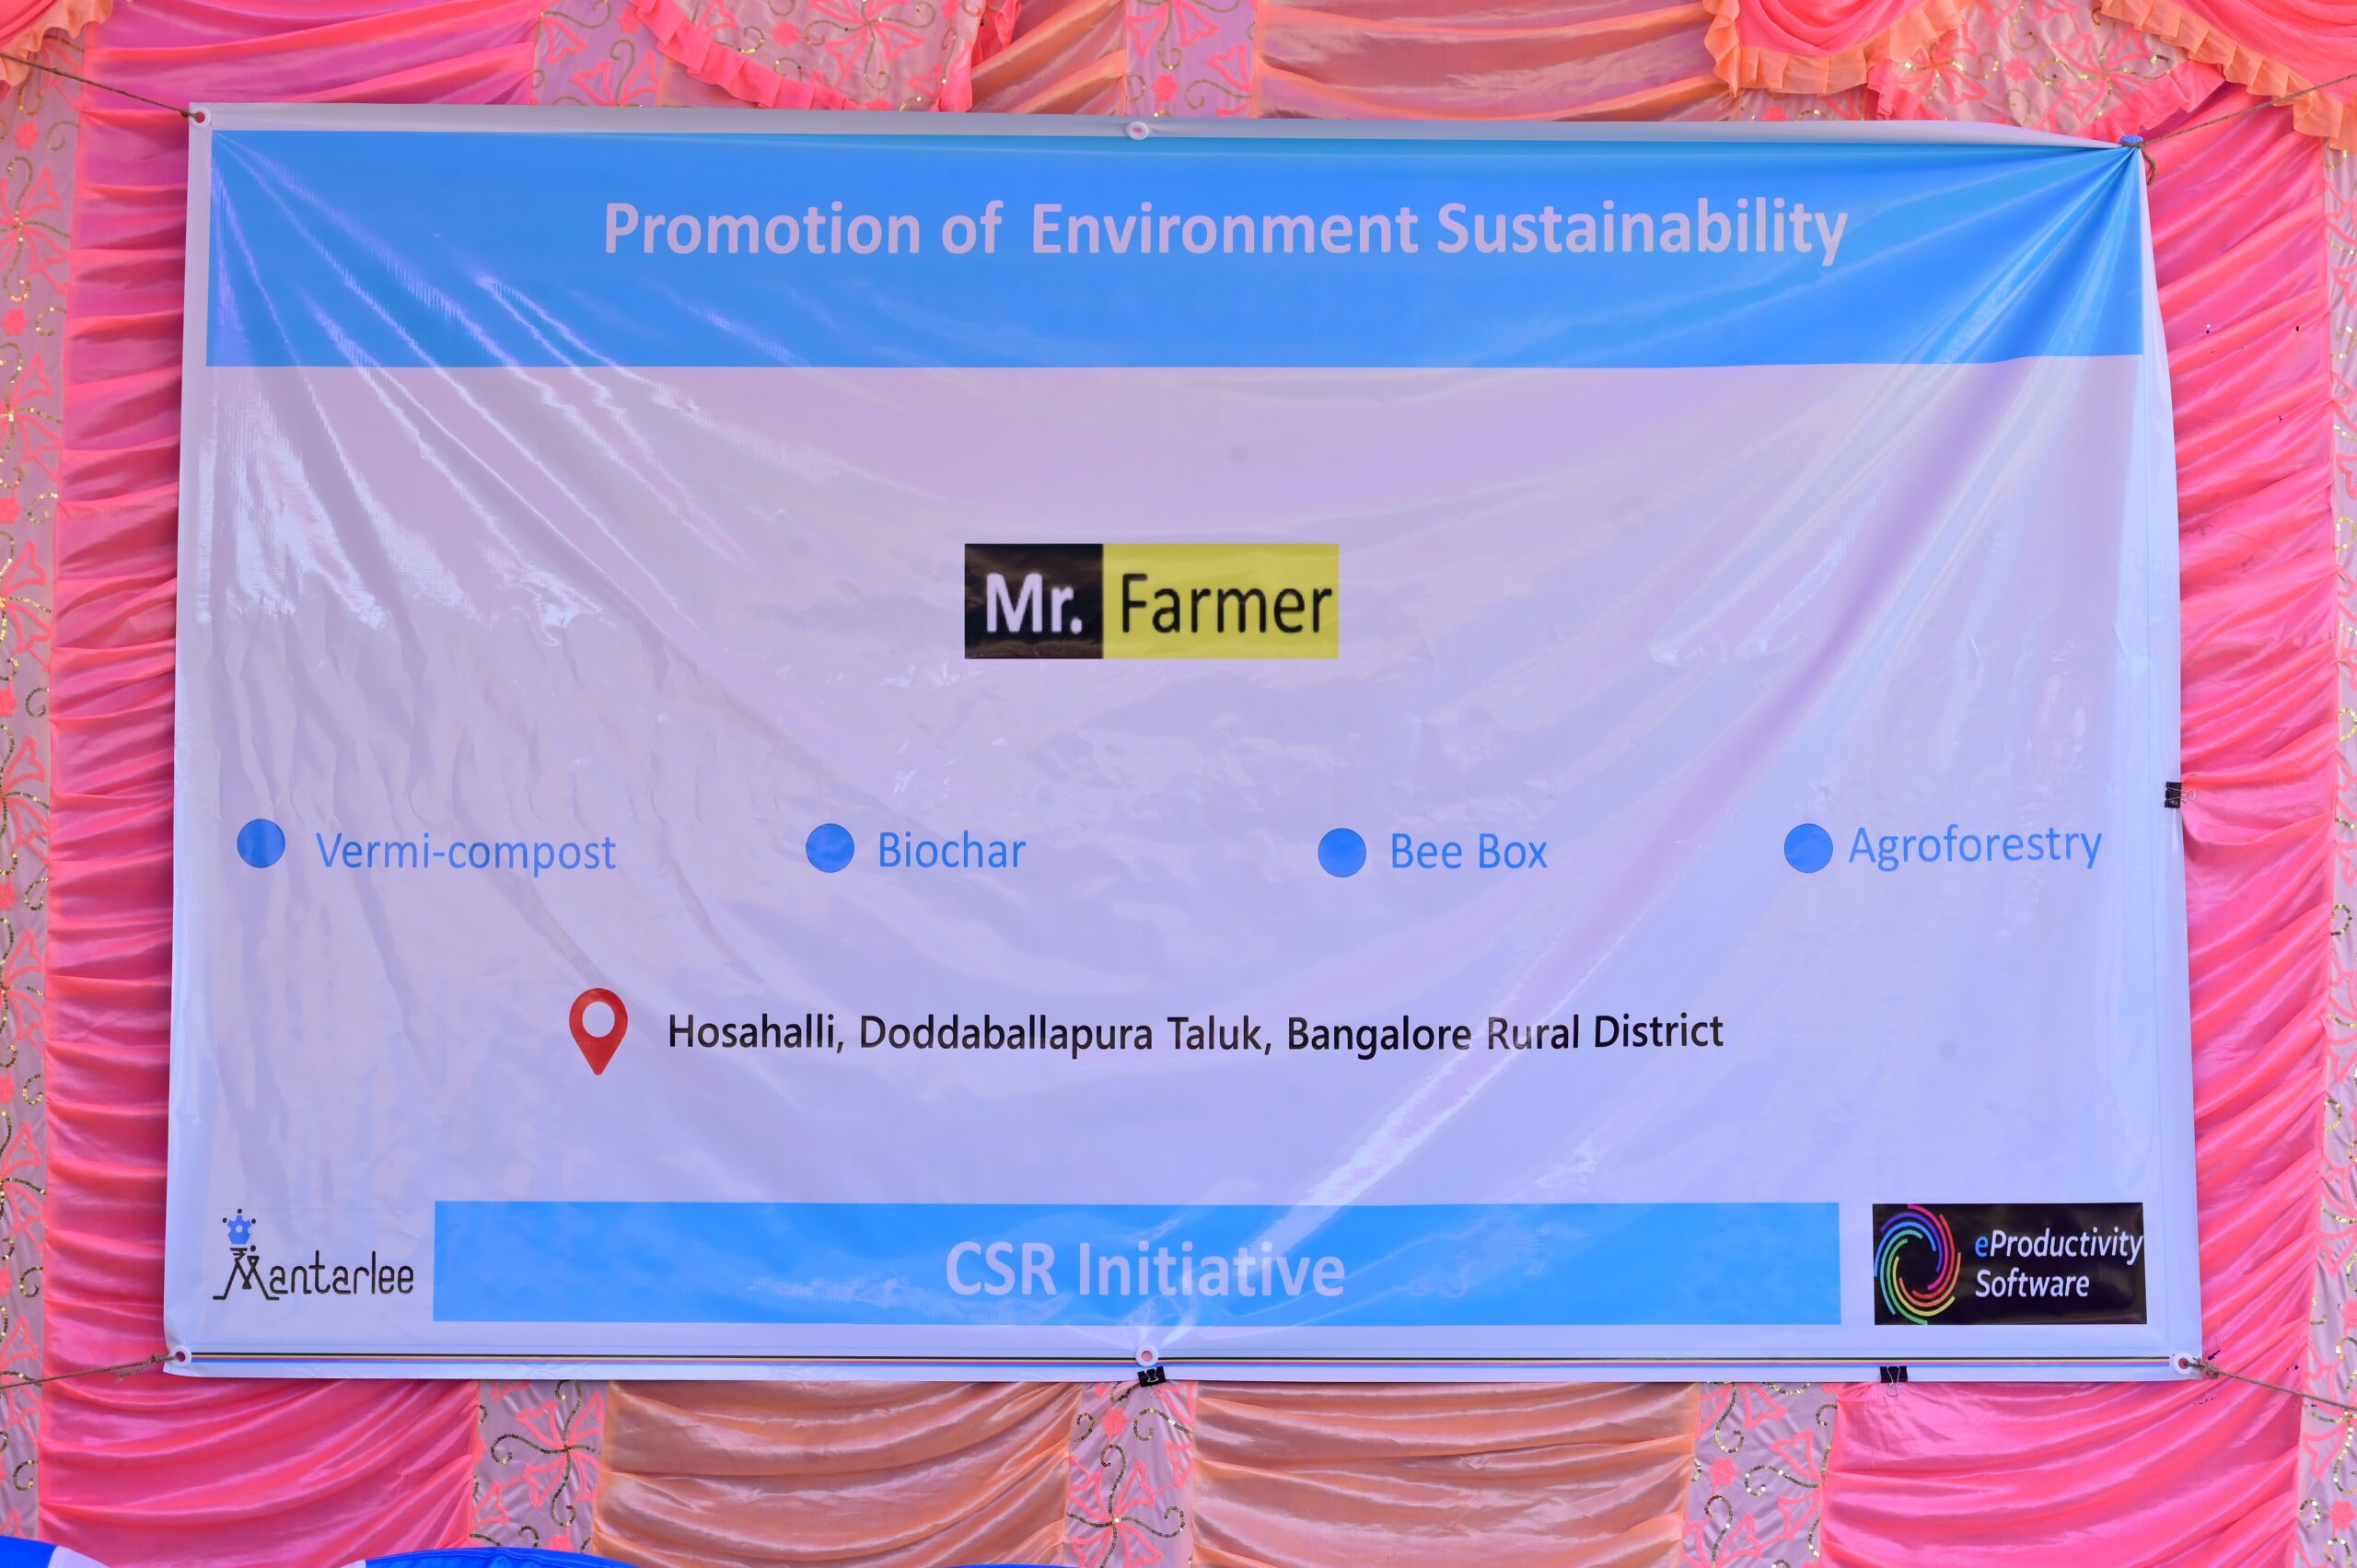 Promotion of Environment Sustainability
Mr. Farmer
Vermi-compost Biochar Bee Box Agroforestry
Hosahalli, Doddaballapura Taluk, Bangalore Rural District
Mantarlee
CSR Initiative
eProductivity
Software